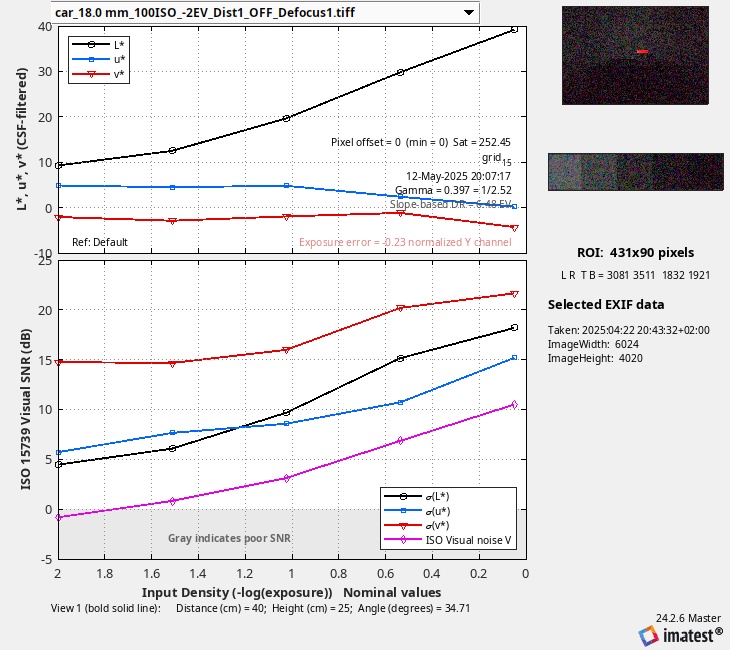 car_18.0 mm_100ISO_-2EV_Dist1_OFF_Defocus1.tiff
L*, u*, v* (CSF-filtered)
40
30
20
10
0
-10
L*
u*
v*
Pixel offset = 0 (min = 0) Sat = 252.45
grid_15
12-May-2025 20:07:17
Gamma = 0.397 = 1/2.52
Slope-based DR = 6.48 EV
Ref: Default
Exposure error = -0.23 normalized Y channel
ISO 15739 Visual SNR (dB)
25
20
15
10
5
0
-5
σ(L*)
σ(u*)
σ(v*)
ISO Visual noise V
Gray indicates poor SNR
2 1.8 1.6 1.4 1.2 1 0.8 0.6 0.4 0.2 0
Input Density (-log(exposure)) Nominal values
View 1 (bold solid line): Distance (cm) = 40; Height (cm) = 25; Angle (degrees) = 34.71
ROI: 431x90 pixels
L R T B = 3081 3511 1832 1921
Selected EXIF data
Taken: 2025:04:22 20:43:32+02:00
ImageWidth: 6024
ImageHeight: 4020
24.2.6 Master
imatest®